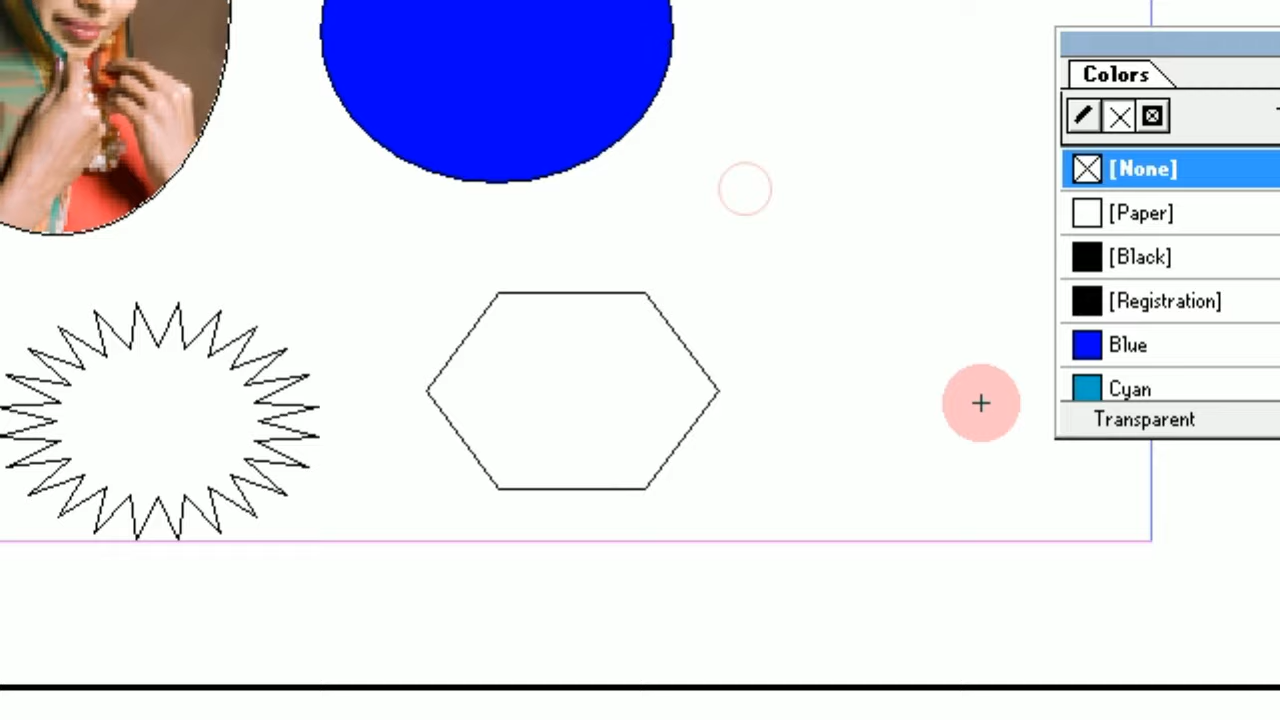 Colors
[None]
[Paper]
[Black]
[Registration]
Blue
Cyan
Transparent